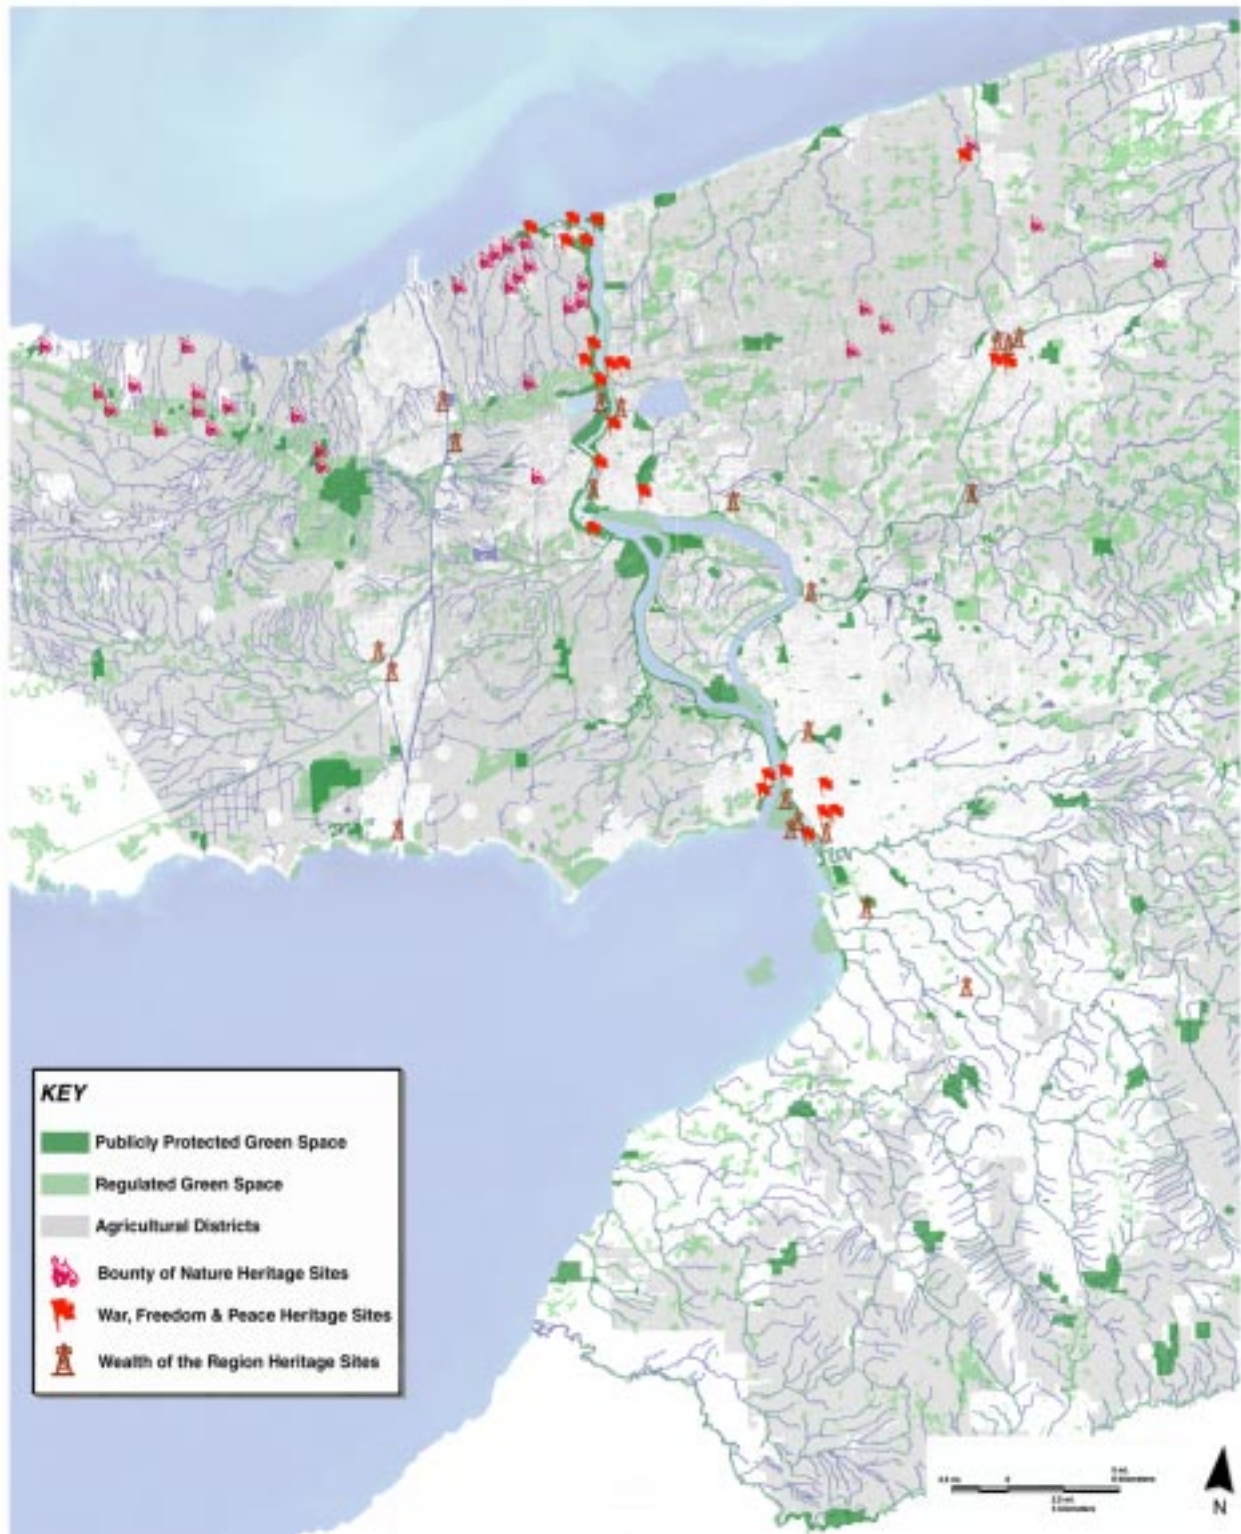 KEY
Publicly Protected Green Space
Regulated Green Space
Agricultural Districts
Bounty of Nature Heritage Sites
War, Freedom & Peace Heritage Sites
Wealth of the Region Heritage Sites
0
N